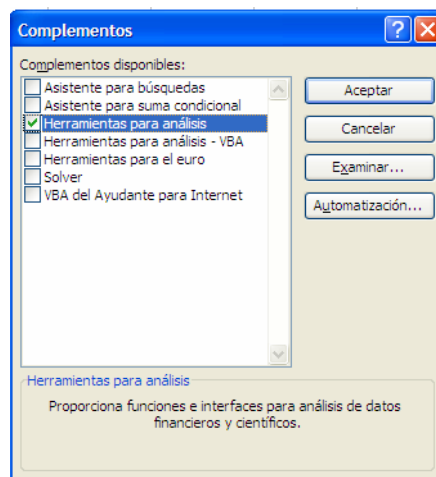 Complementos
Complementos disponibles:
Asistente para búsquedas
Asistente para suma condicional
Herramientas para análisis
Herramientas para análisis - VBA
Herramientas para el euro
Solver
VBA del Ayudante para Internet
Aceptar
Cancelar
Examinar...
Automatización...
Herramientas para análisis
Proporciona funciones e interfaces para análisis de datos
financieros y científicos.